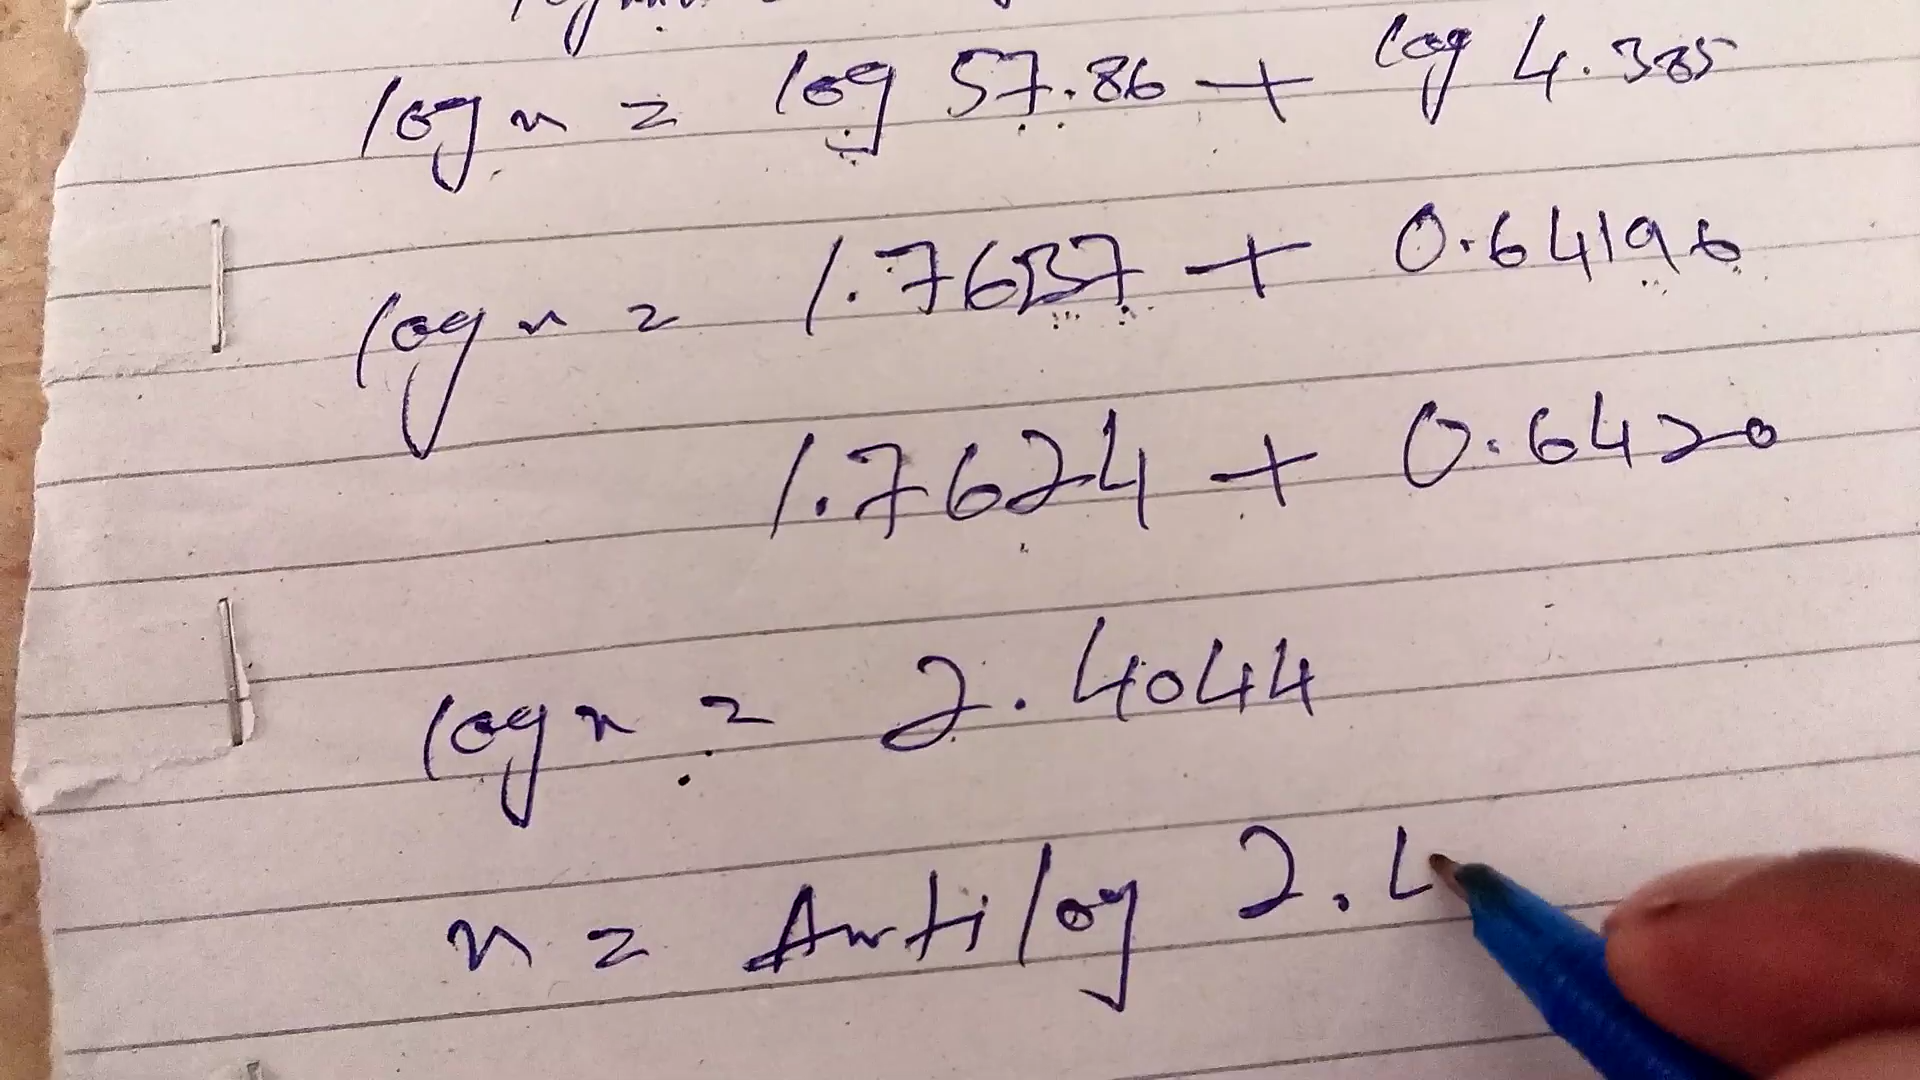 log x = log 57.86 + log 4.385
log x = 1.7637 + 0.64196
1.7624 + 0.6420
log x = 2.4044
x = Antilog 2.4